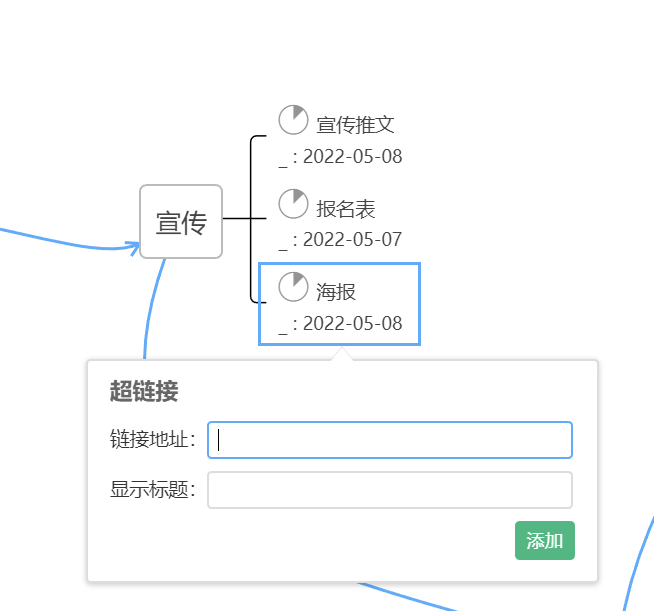 宣传推文
_ : 2022-05-08
宣传
报名表
_ : 2022-05-07
海报
_ : 2022-05-08
超链接
链接地址：
显示标题：
添加